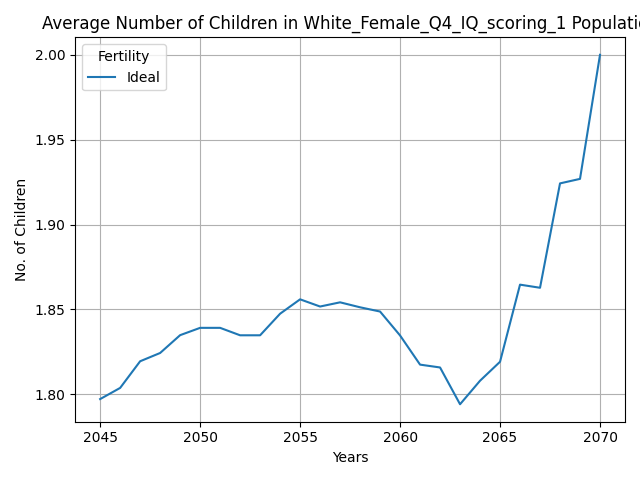 Average Number of Children in White_Female_Q4_IQ_scoring_1 Populatio
Fertility
Ideal
2.00
1.95
1.90
1.85
1.80
No. of Children
2045 2050 2055 2060 2065 2070
Years